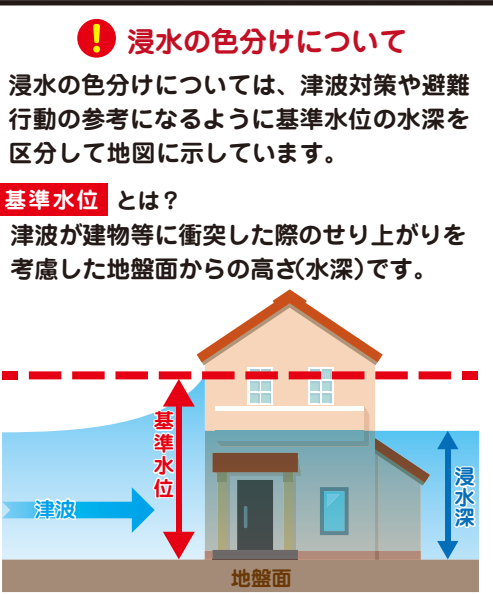 ! 浸水の色分けについて
浸水の色分けについては、津波対策や避難
行動の参考になるように基準水位の水深を
区分して地図に示しています。
基準水位 とは?
津波が建物等に衝突した際のせり上がりを
考慮した地盤面からの高さ(水深)です。
基準水位
浸水深
津波
地盤面